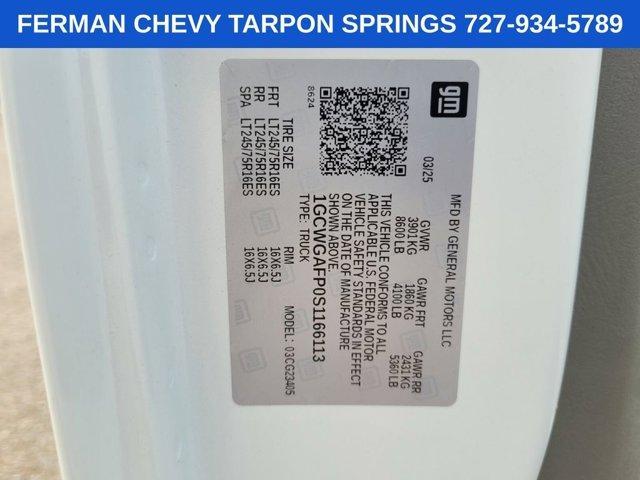 FERMAN CHEVY TARPON SPRINGS 727-934-5789
gm
MFD BY GENERAL MOTORS LLC
03/25
GVWR GAWR FRT GAWR RR
3901 KG 1860 KG 2431 KG
8600 LB 4100 LB 5360 LB
THIS VEHICLE CONFORMS TO ALL
APPLICABLE U.S. FEDERAL MOTOR
VEHICLE SAFETY STANDARDS IN EFFECT
ON THE DATE OF MANUFACTURE
SHOWN ABOVE.
1GCWGAFP0S1166113
TYPE: TRUCK MODEL: 03CG23405
8624
TIRE SIZE RIM
FRT LT245/75R16ES 16X6.5J
RR LT245/75R16ES 16X6.5J
SPA LT245/75R16ES 16X6.5J